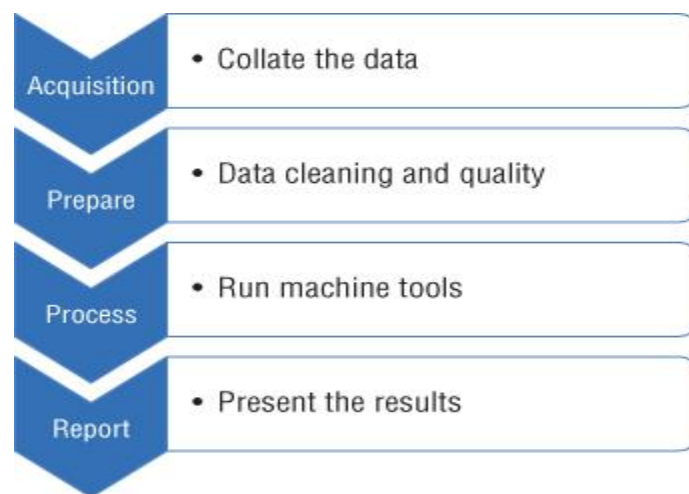 Acquisition
• Collate the data
Prepare
• Data cleaning and quality
Process
• Run machine tools
Report
• Present the results